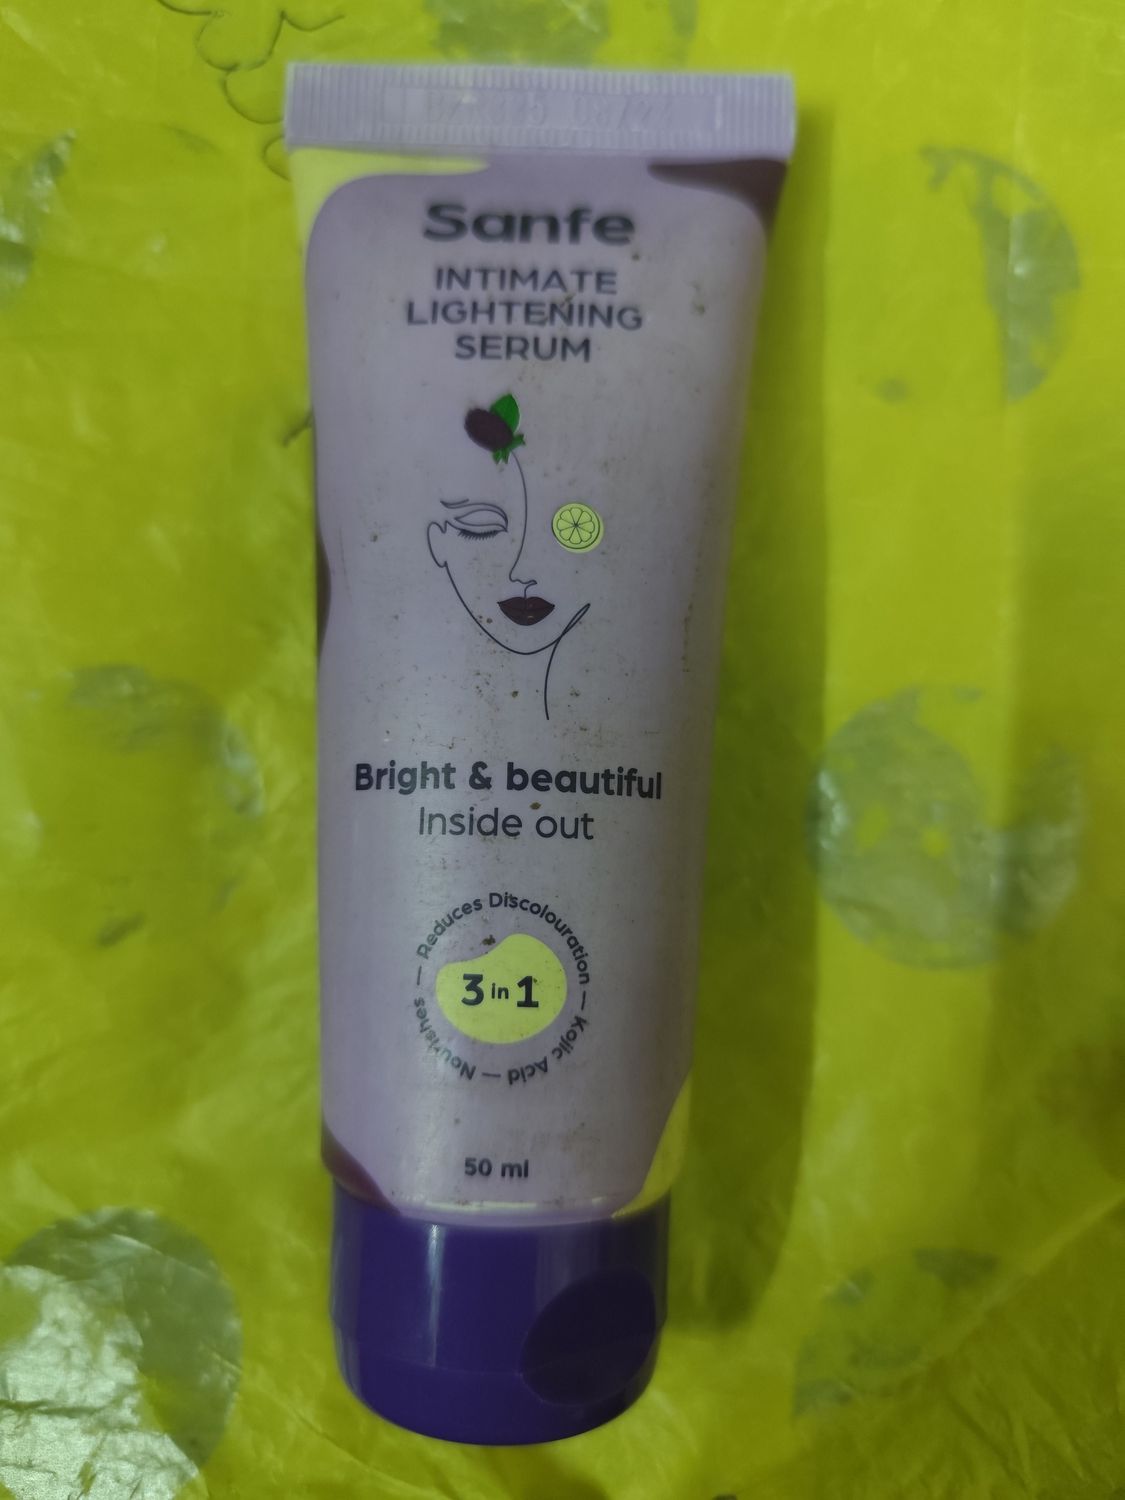 Sanfe
INTIMATE
LIGHTENING
SERUM
Bright & beautiful
Inside out
Reduces Discolouration — Kojic Acid — Nourishes —
3 in 1
50 ml